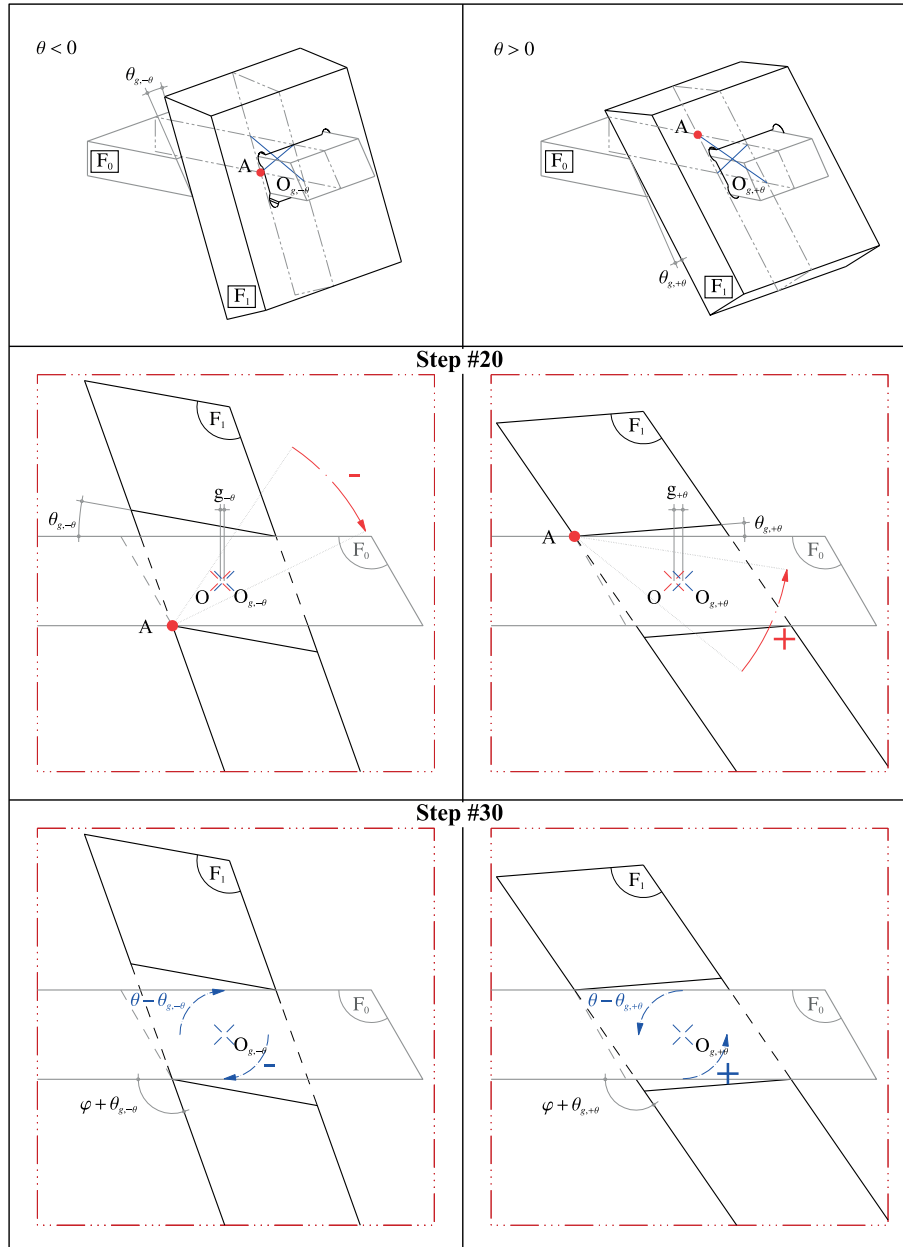 θ < 0
θ > 0
θg,−θ
F0
A
Og,−θ
F1
A
F0
Og,+θ
θg,+θ
F1
Step #20
F1
g−θ
−
θg,−θ
F0
O
Og,−θ
A
F1
g+θ
A
θg,+θ
F0
O
Og,+θ
+
Step #30
F1
θ − θg,−θ
F0
Og,−θ
−
φ + θg,−θ
F1
θ − θg,+θ
F0
Og,+θ
+
φ + θg,+θ